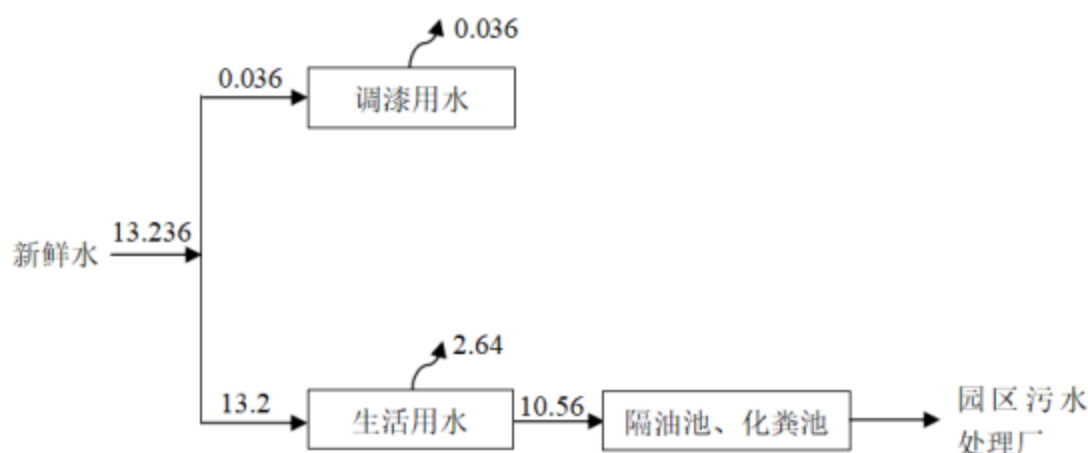 0.036
0.036
调漆用水
13.236
新鲜水
2.64
13.2
生活用水
10.56
隔油池、化粪池
园区污水
处理厂